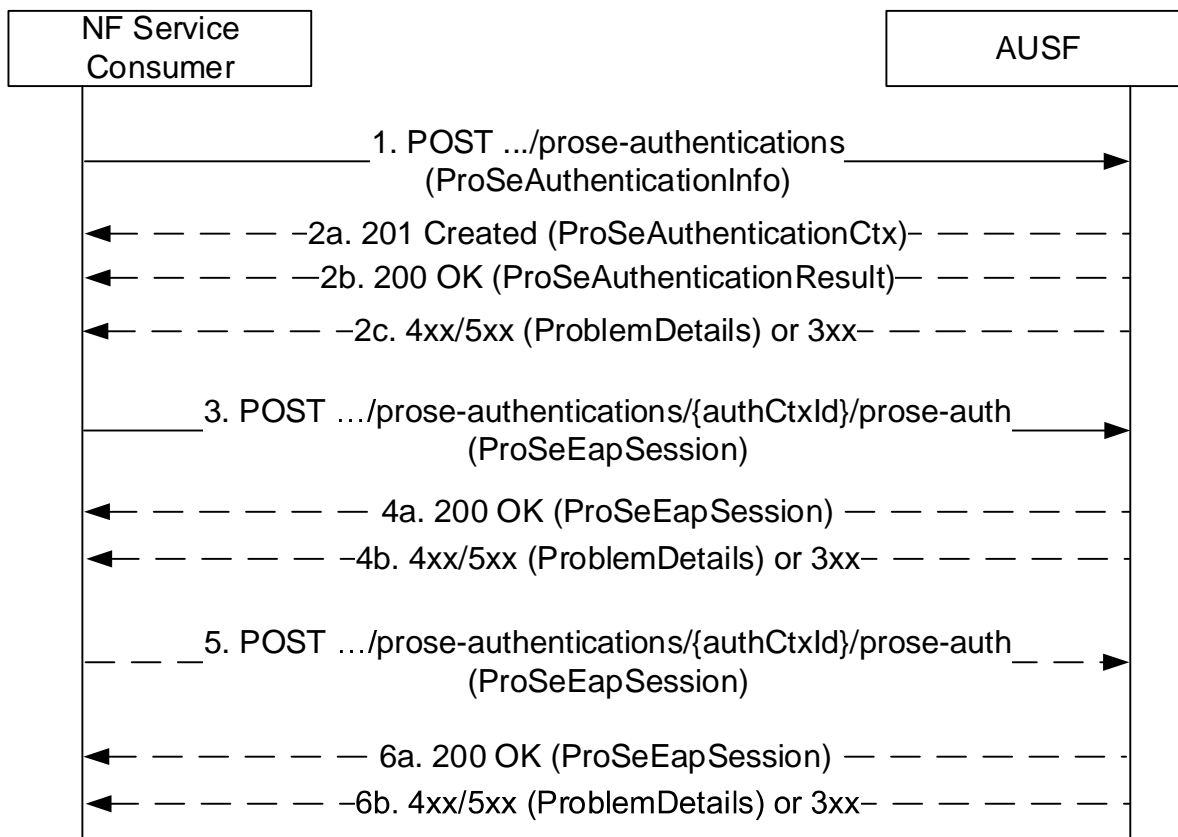 NF Service
Consumer
AUSF
1. POST .../prose-authentications
(ProSeAuthenticationInfo)
2a. 201 Created (ProSeAuthenticationCtx)
2b. 200 OK (ProSeAuthenticationResult)
2c. 4xx/5xx (ProblemDetails) or 3xx
3. POST …/prose-authentications/{authCtxId}/prose-auth
(ProSeEapSession)
4a. 200 OK (ProSeEapSession)
4b. 4xx/5xx (ProblemDetails) or 3xx
5. POST …/prose-authentications/{authCtxId}/prose-auth
(ProSeEapSession)
6a. 200 OK (ProSeEapSession)
6b. 4xx/5xx (ProblemDetails) or 3xx